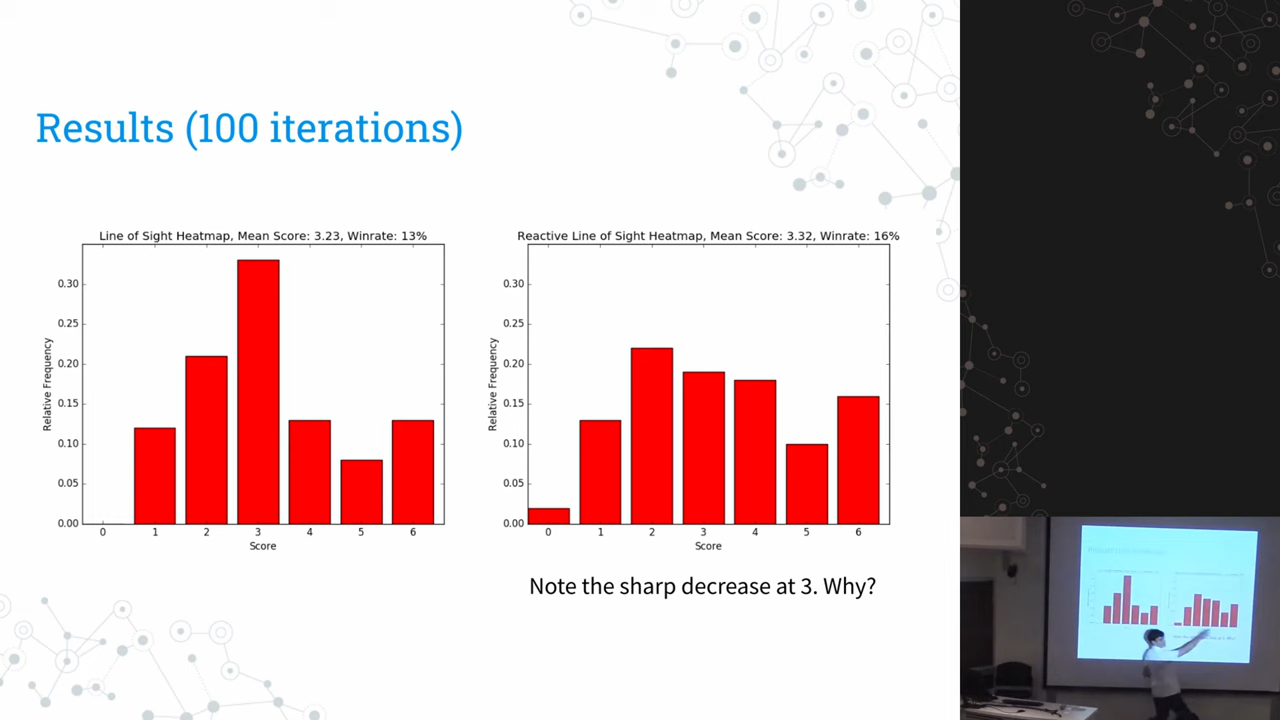 Results (100 iterations)
Line of Sight Heatmap, Mean Score: 3.23, Winrate: 13%
Relative Frequency
0.30
0.25
0.20
0.15
0.10
0.05
0.00
0 1 2 3 4 5 6
Score
Reactive Line of Sight Heatmap, Mean Score: 3.32, Winrate: 16%
Relative Frequency
0.30
0.25
0.20
0.15
0.10
0.05
0.00
0 1 2 3 4 5 6
Score
Note the sharp decrease at 3. Why?